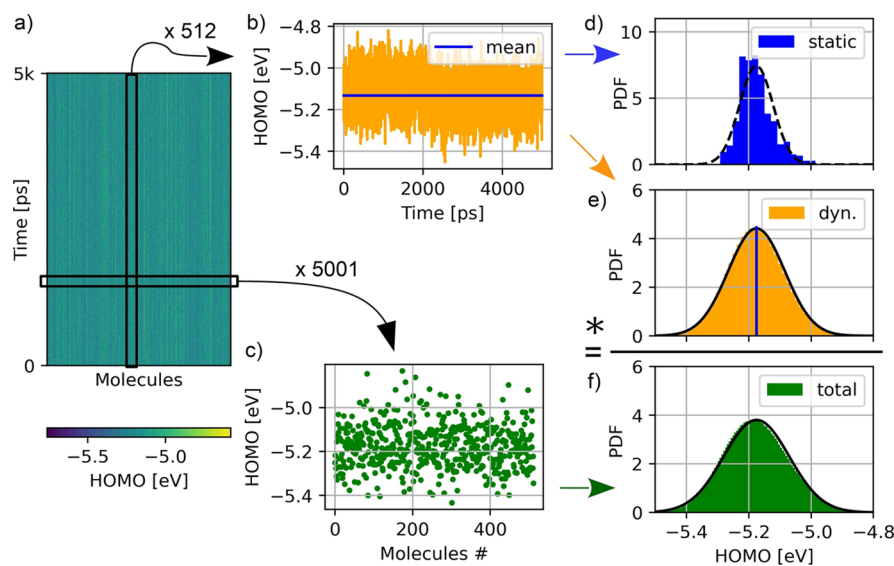 a)
x 512
5k
Time [ps]
0
Molecules
−5.5
−5.0
HOMO [eV]
b)
−4.8
−5.0
−5.2
−5.4
HOMO [eV]
mean
0
2000
4000
Time [ps]
x 5001
c)
−5.0
−5.2
−5.4
HOMO [eV]
0
200
400
Molecules #
d)
10
5
0
PDF
static
e)
6
4
2
0
PDF
dyn.
*
=
f)
6
4
2
0
PDF
total
−5.4
−5.2
−5.0
−4.8
HOMO [eV]